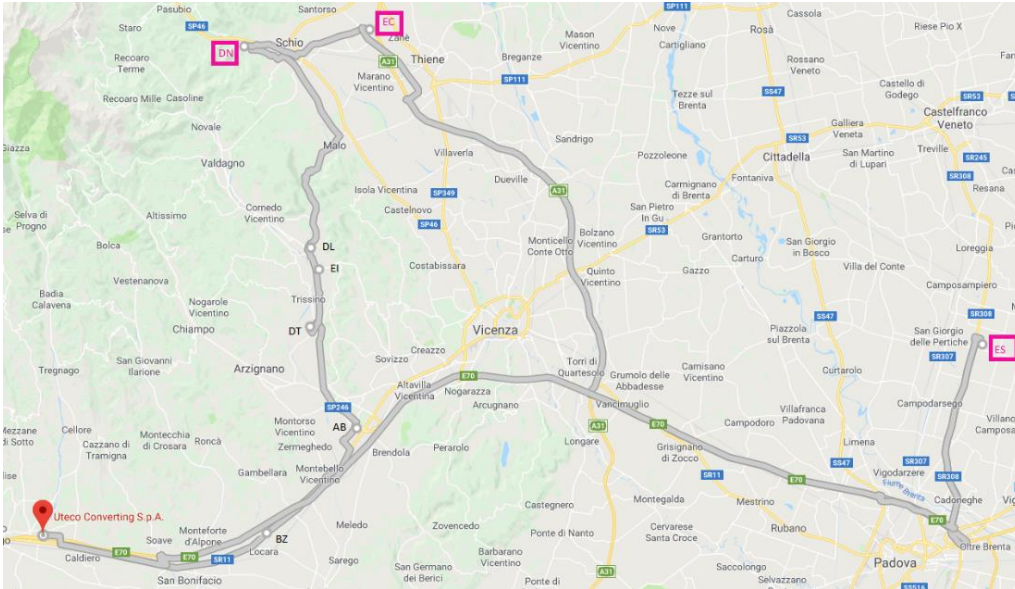 Pasubio
Santorso
SP111
Cassola
Staro
SP46
EC
Zanè
Nove
Rosà
Riese Pio X
DN
Schio
Thiene
Mason
Vicentino
Cartigliano
Recoaro
Terme
A31
Breganze
SP111
Rossano
Veneto
Marano
Vicentino
Castello di
Godego
Recoaro Mille
Casoline
Tezze sul
Brenta
SS47
SR53
Castelfranco
Veneto
Novale
Malo
Sandrigo
Galliera
Veneta
SR53
Giazza
Valdagno
Villaverla
Pozzoleone
Cittadella
San Martino
di Lupari
Treville
SR245
SR308
Isola Vicentina
SP349
Dueville
A31
Carmignano
di Brenta
Fontaniva
Resana
Selva di
Progno
Altissimo
Cornedo
Vicentino
Castelnovo
SP46
San Pietro
In Gu
SR53
Bolca
DL
Monticello
Conte Otto
Bolzano
Vicentino
Grantorto
San Giorgio
in Bosco
Loreggia
EI
Costabissara
Carturo
Vestenanova
Quinto
Vicentino
Gazzo
Villa del Conte
Badia
Calavena
Nogarole
Vicentino
Trissino
Camposampiero
Chiampo
DT
Vicenza
SS47
SR308
Piazzola
sul Brenta
San Giorgio
delle Pertiche
ES
SR307
San Giovanni
Ilarione
Creazzo
Sovizzo
Torri di
Quartesolo
Tregnago
Arzignano
E70
Grumolo delle
Abbadesse
Camisano
Vicentino
Curtarolo
Altavilla
Vicentina
Nogarazza
Arcugnano
Vancimuglio
Villafranca
Padovana
Campodarsego
SP246
Montorso
Vicentino
AB
Campodoro
Cellore
Montecchia
di Crosara
Roncà
Zermeghedo
Perarolo
Longare
A31
E70
Limena
Cazzano di
Tramigna
Brendola
Grisignano
di Zocco
SS47
SR307
Vigodarzere
SR308
Gambellara
Montebello
Vicentino
SR11
E70
Fiume Brenta
Cadoneghe
Castegnero
Montegalda
Mestrino
Uteco Converting S.p.A.
Monteforte
d'Alpone
Meledo
Zovencedo
Ponte di Nanto
Cervarese
Santa Croce
Rubano
E70
BZ
Soave
E70
SR11
Locara
Sarego
Barbarano
Vicentino
Oltre Brenta
Caldiero
San Bonifacio
San Germano
dei Berici
A31
Saccolongo
Padova
Ponte di
Selvazzano
SS516